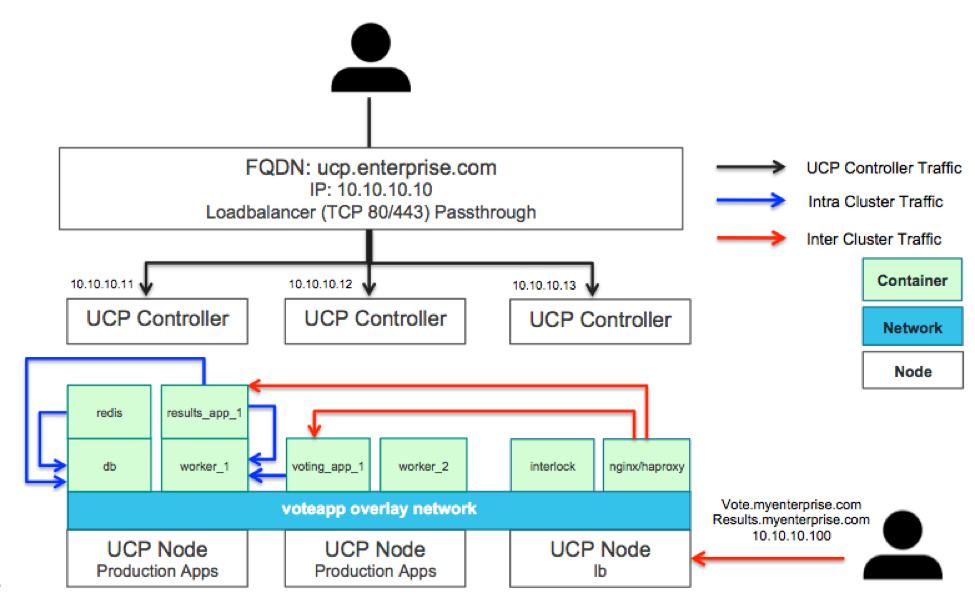 FQDN: ucp.enterprise.com
IP: 10.10.10.10
Loadbalancer (TCP 80/443) Passthrough
UCP Controller Traffic
Intra Cluster Traffic
Inter Cluster Traffic
Container
Network
Node
10.10.10.11
10.10.10.12
10.10.10.13
UCP Controller
UCP Controller
UCP Controller
redis
results_app_1
db
worker_1
voting_app_1
worker_2
interlock
nginx/haproxy
voteapp overlay network
Vote.myenterprise.com
Results.myenterprise.com
10.10.10.100
UCP Node
Production Apps
UCP Node
Production Apps
UCP Node
lb